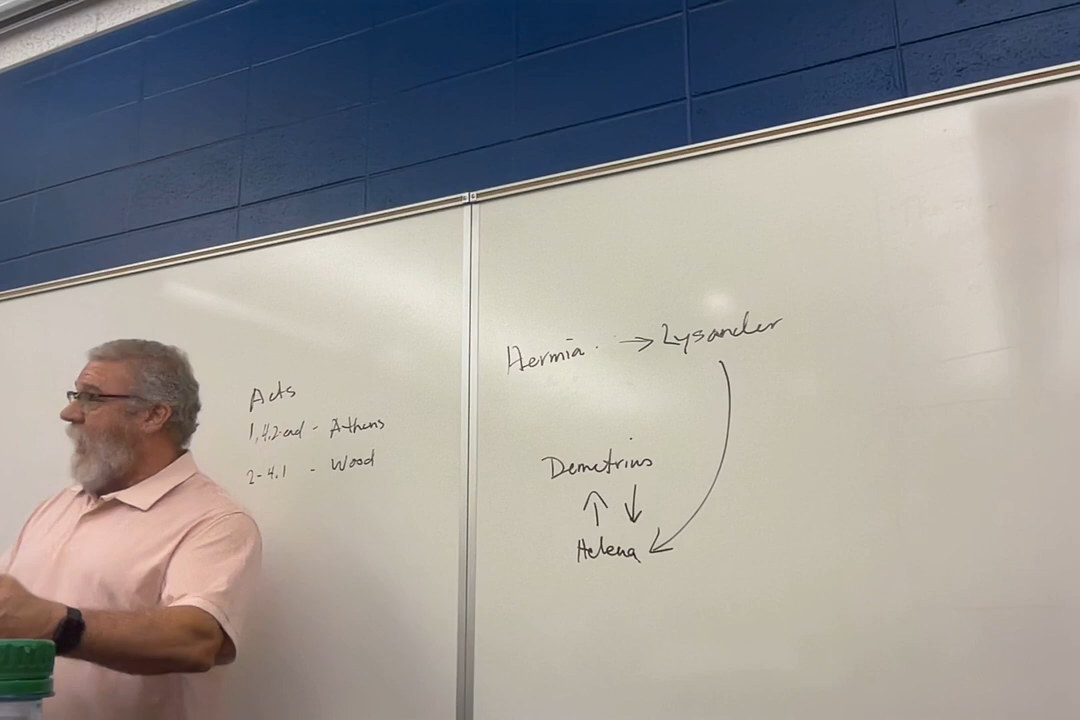 Acts
1, 4.2-end - Athens
2-4.1 - Wood
Hermia. → Lysander
Demetrius
↑ ↓
Helena